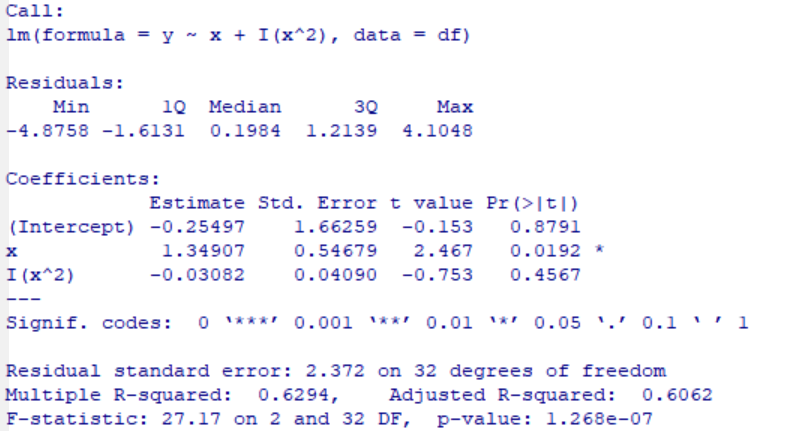 Call:
lm(formula = y ~ x + I(x^2), data = df)
Residuals:
    Min      1Q  Median      3Q     Max
-4.8758 -1.6131  0.1984  1.2139  4.1048
Coefficients:
            Estimate Std. Error t value Pr(>|t|)
(Intercept) -0.25497    1.66259  -0.153   0.8791
x            1.34907    0.54679   2.467   0.0192 *
I(x^2)      -0.03082    0.04090  -0.753   0.4567
---
Signif. codes:  0 ‘***’ 0.001 ‘**’ 0.01 ‘*’ 0.05 ‘.’ 0.1 ‘ ’ 1
Residual standard error: 2.372 on 32 degrees of freedom
Multiple R-squared:  0.6294,    Adjusted R-squared:  0.6062
F-statistic: 27.17 on 2 and 32 DF,  p-value: 1.268e-07